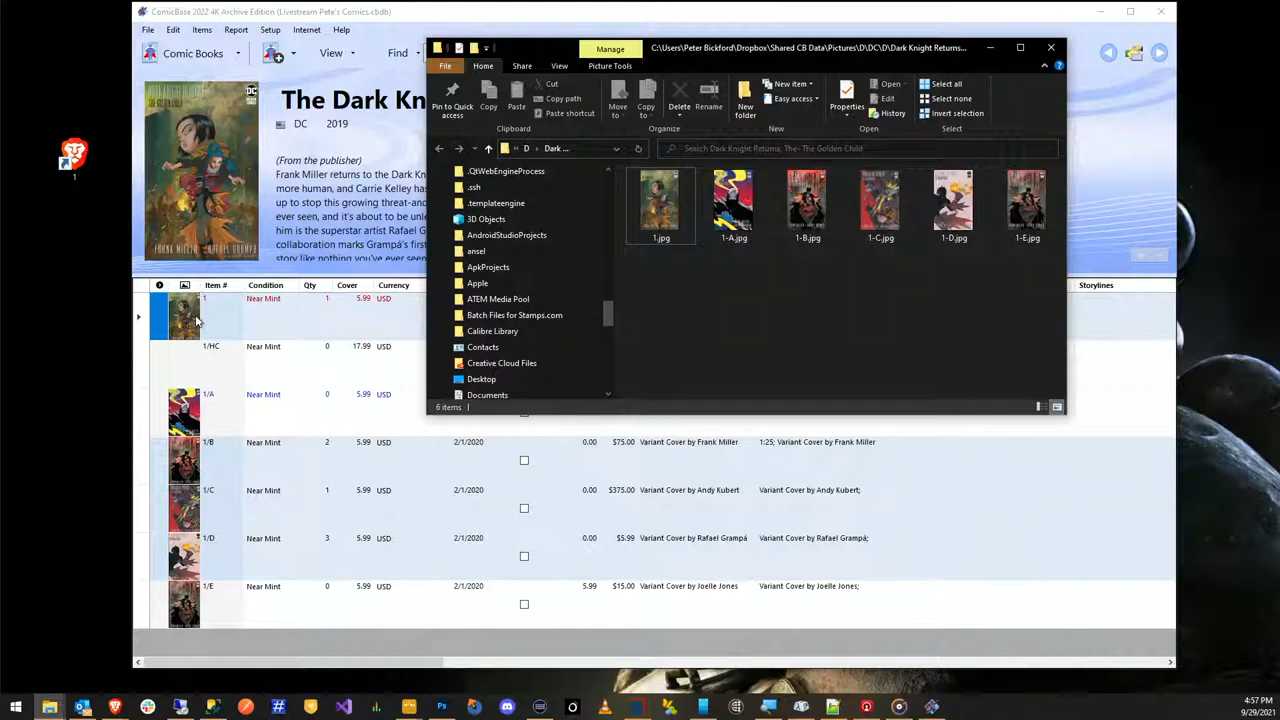 ComicBase 2022 4K Archive Edition (Livestream Pete's Comics.cbdb)
File Edit Items Report Setup Internet Help
Comic Books View Find
The Dark Kn
DC 2019
(From the publisher)
Frank Miller returns to the Dark
more human, and Carrie Kelley has
up to stop this growing threat-and
ever seen, and it's about to be unle
him is the superstar artist Rafael G
collaboration marks Grampá's first
story like nothing you've ever seen
Manage C:\Users\Peter Bickford\Dropbox\Shared CB Data\Pictures\D\DC\D\Dark Knight Returns...
File Home Share View Picture Tools
Pin to Quick access
Copy
Paste
Cut
Copy path
Paste shortcut
Move to
Copy to
Delete
Rename
New folder
New item
Easy access
Properties
Open
Edit
History
Select all
Select none
Invert selection
Clipboard Organize New Open Select
D Dark ... Search Dark Knight Returns; The- The Golden Child
.QtWebEngineProcess
.ssh
.templateengine
3D Objects
AndroidStudioProjects
ansel
ApkProjects
Apple
ATEM Media Pool
Batch Files for Stamps.com
Calibre Library
Contacts
Creative Cloud Files
Desktop
Documents
1.jpg 1-A.jpg 1-B.jpg 1-C.jpg 1-D.jpg 1-E.jpg
6 items
1
Item # Condition Qty Cover Currency Storylines
1 Near Mint 1 5.99 USD
1/HC Near Mint 0 17.99 USD
1/A Near Mint 0 5.99 USD
1/B Near Mint 2 5.99 USD 2/1/2020 0.00 $75.00 Variant Cover by Frank Miller 1:25; Variant Cover by Frank Miller
1/C Near Mint 1 5.99 USD 2/1/2020 0.00 $375.00 Variant Cover by Andy Kubert Variant Cover by Andy Kubert;
1/D Near Mint 3 5.99 USD 2/1/2020 0.00 $5.99 Variant Cover by Rafael Grampá Variant Cover by Rafael Grampá;
1/E Near Mint 0 5.99 USD 2/1/2020 5.99 $15.00 Variant Cover by Joelle Jones Variant Cover by Joelle Jones;
4:57 PM
9/29/2021